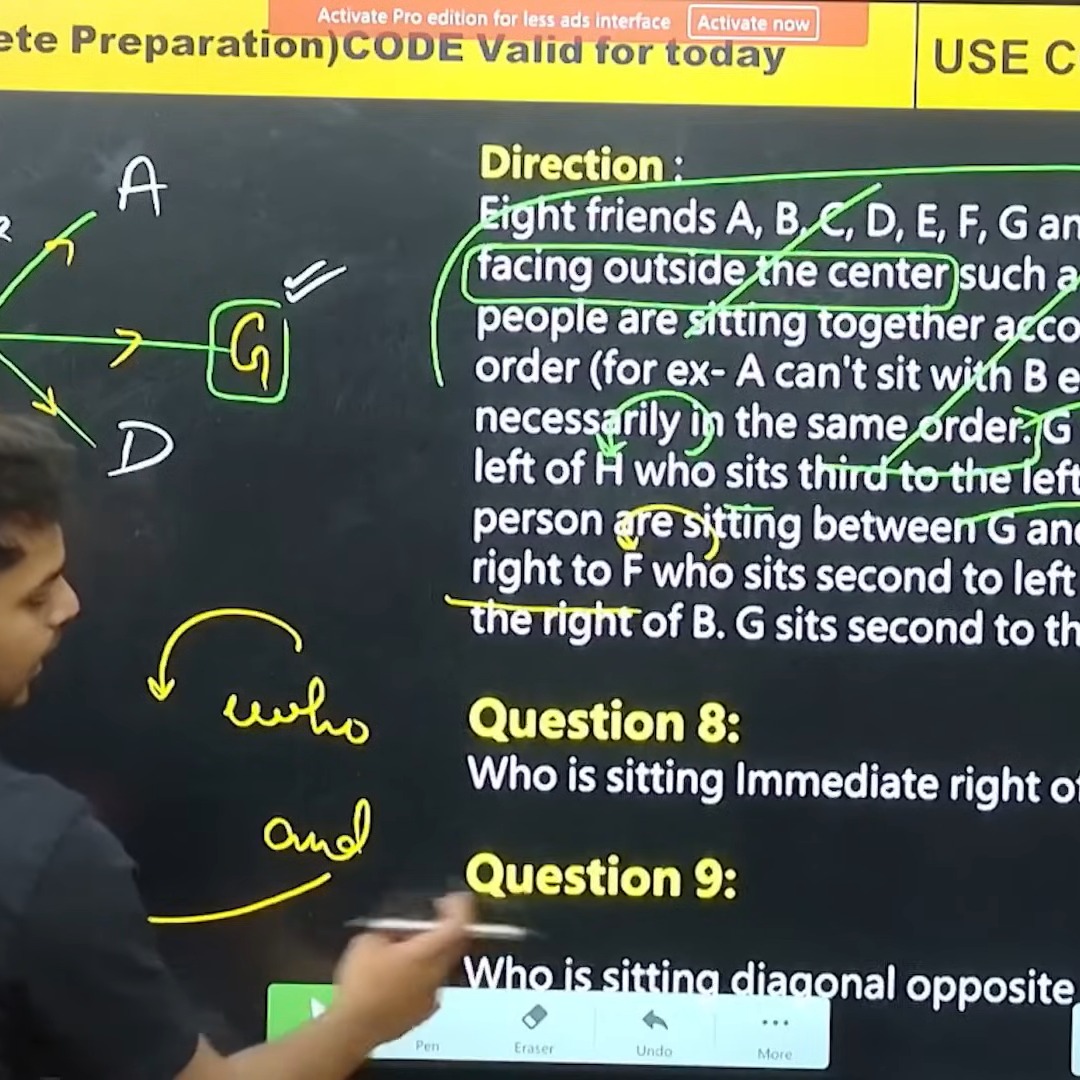 Activate Pro edition for less ads interface Activate now
ete Preparation)CODE Valid for today USE C
Direction :
Eight friends A, B, C, D, E, F, G an
facing outside the center such a
people are sitting together acco
order (for ex- A can't sit with B e
necessarily in the same order. G
left of H who sits third to the left
person are sitting between G and
right to F who sits second to left
the right of B. G sits second to th
A
G
D
who
and
Question 8:
Who is sitting Immediate right of
Question 9:
Who is sitting diagonal opposite
Pen Eraser Undo More